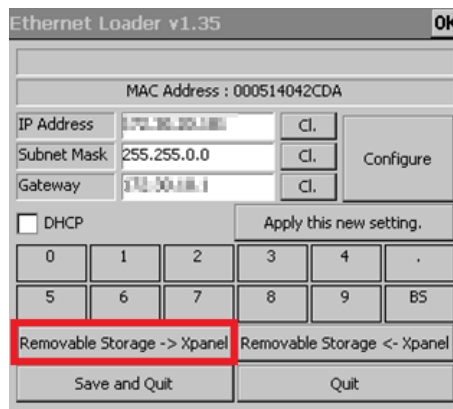 Ethernet Loader v1.35 OK
MAC Address : 000514042CDA
IP Address Cl.
Subnet Mask 255.255.0.0 Cl. Configure
Gateway Cl.
DHCP Apply this new setting.
0 1 2 3 4 .
5 6 7 8 9 BS
Removable Storage -> Xpanel Removable Storage <- Xpanel
Save and Quit Quit